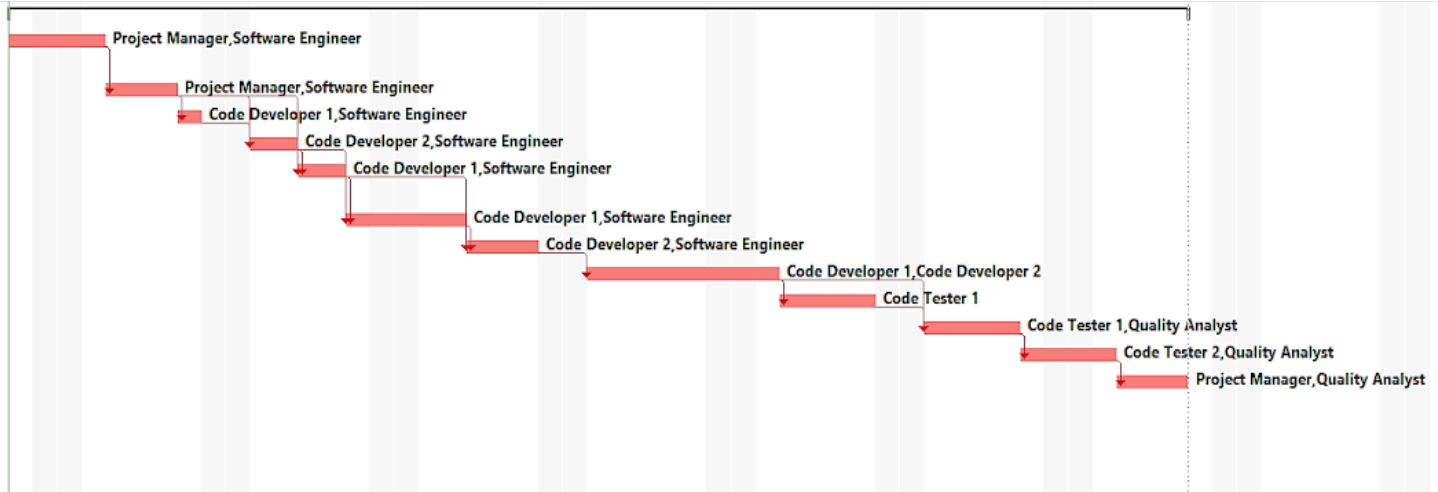 Project Manager,Software Engineer
Project Manager,Software Engineer
Code Developer 1,Software Engineer
Code Developer 2,Software Engineer
Code Developer 1,Software Engineer
Code Developer 1,Software Engineer
Code Developer 2,Software Engineer
Code Developer 1,Code Developer 2
Code Tester 1
Code Tester 1,Quality Analyst
Code Tester 2,Quality Analyst
Project Manager,Quality Analyst